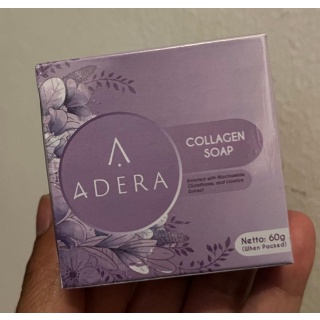 ADERA
COLLAGEN
SOAP
Enriched with Niacinamide,
Glutathione, and Licorice
Extract
Netto: 60g
(When Packed)